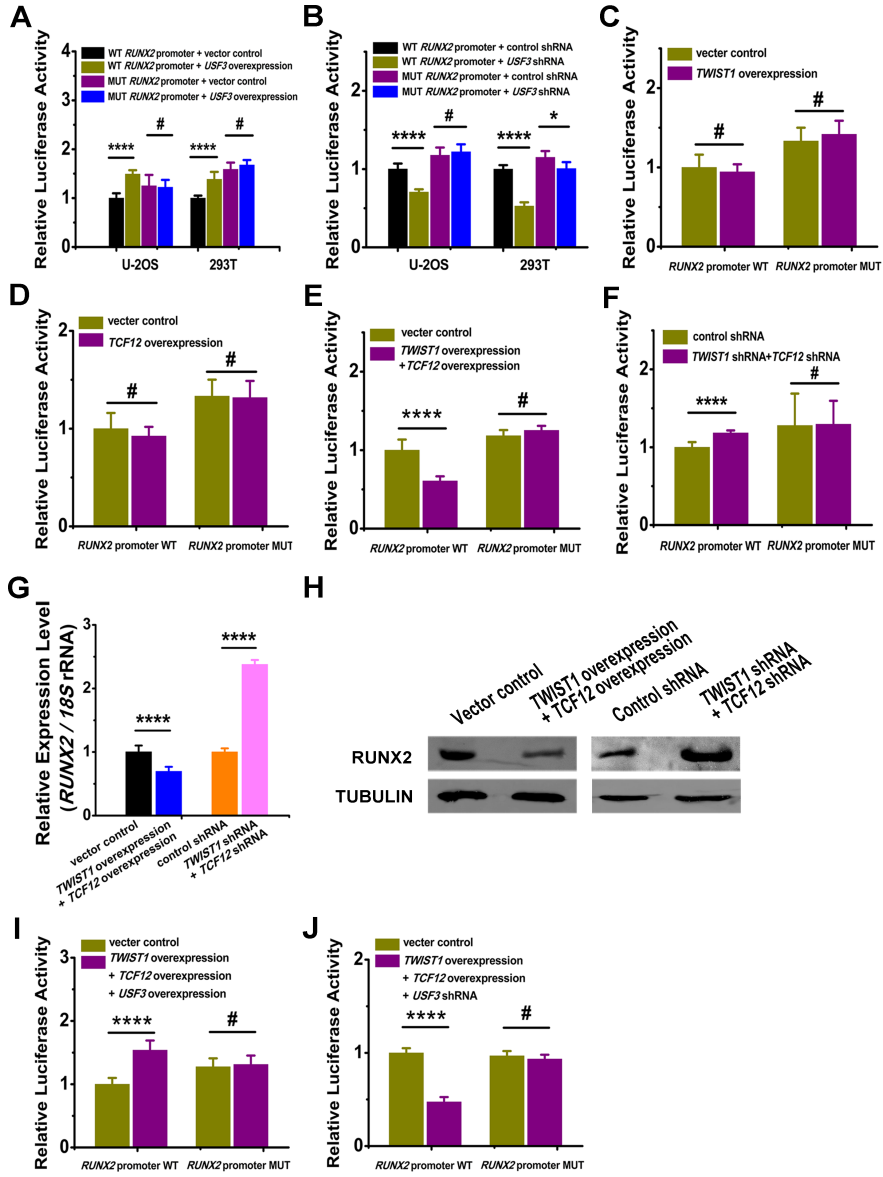 A
Relative Luciferase Activity
4
3
2
1
0
WT RUNX2 promoter + vector control
WT RUNX2 promoter + USF3 overexpression
MUT RUNX2 promoter + vector control
MUT RUNX2 promoter + USF3 overexpression
**** # **** #
U-2OS 293T
B
Relative Luciferase Activity
2
1
0
WT RUNX2 promoter + control shRNA
WT RUNX2 promoter + USF3 shRNA
MUT RUNX2 promoter + control shRNA
MUT RUNX2 promoter + USF3 shRNA
**** # **** *
U-2OS 293T
C
Relative Luciferase Activity
2
1
0
vecter control
TWIST1 overexpression
# #
RUNX2 promoter WT RUNX2 promoter MUT
D
Relative Luciferase Activity
2
1
0
vecter control
TCF12 overexpression
# #
RUNX2 promoter WT RUNX2 promoter MUT
E
Relative Luciferase Activity
2
1
0
vecter control
TWIST1 overexpression
+ TCF12 overexpression
**** #
RUNX2 promoter WT RUNX2 promoter MUT
F
Relative Luciferase Activity
2
1
0
control shRNA
TWIST1 shRNA+TCF12 shRNA
**** #
RUNX2 promoter WT RUNX2 promoter MUT
G
Relative Expression Level
(RUNX2 / 18S rRNA)
3
2
1
0
**** ****
vector control
TWIST1 overexpression
+ TCF12 overexpression
control shRNA
TWIST1 shRNA
+ TCF12 shRNA
H
Vector control
TWIST1 overexpression
+ TCF12 overexpression
Control shRNA
TWIST1 shRNA
+ TCF12 shRNA
RUNX2
TUBULIN
I
Relative Luciferase Activity
3
2
1
0
vecter control
TWIST1 overexpression
+ TCF12 overexpression
+ USF3 overexpression
**** #
RUNX2 promoter WT RUNX2 promoter MUT
J
Relative Luciferase Activity
2
1
0
vecter control
TWIST1 overexpression
+ TCF12 overexpression
+ USF3 shRNA
**** #
RUNX2 promoter WT RUNX2 promoter MUT